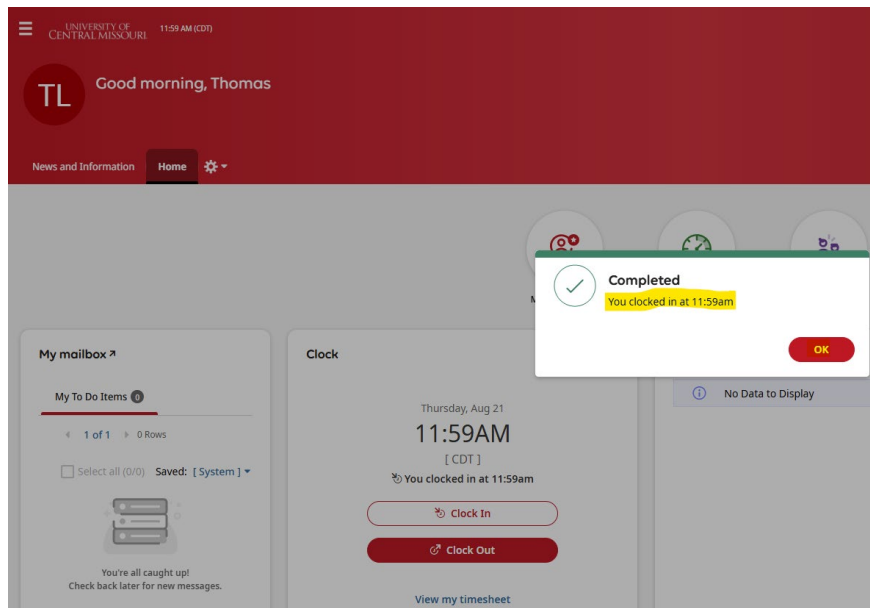 UNIVERSITY OF
CENTRAL MISSOURI
11:59 AM (CDT)
TL
Good morning, Thomas
News and Information
Home
Completed
You clocked in at 11:59am
OK
My mailbox
My To Do Items 0
1 of 1
0 Rows
Select all (0/0)
Saved: [ System ]
You're all caught up!
Check back later for new messages.
Clock
Thursday, Aug 21
11:59AM
[ CDT ]
You clocked in at 11:59am
Clock In
Clock Out
View my timesheet
No Data to Display